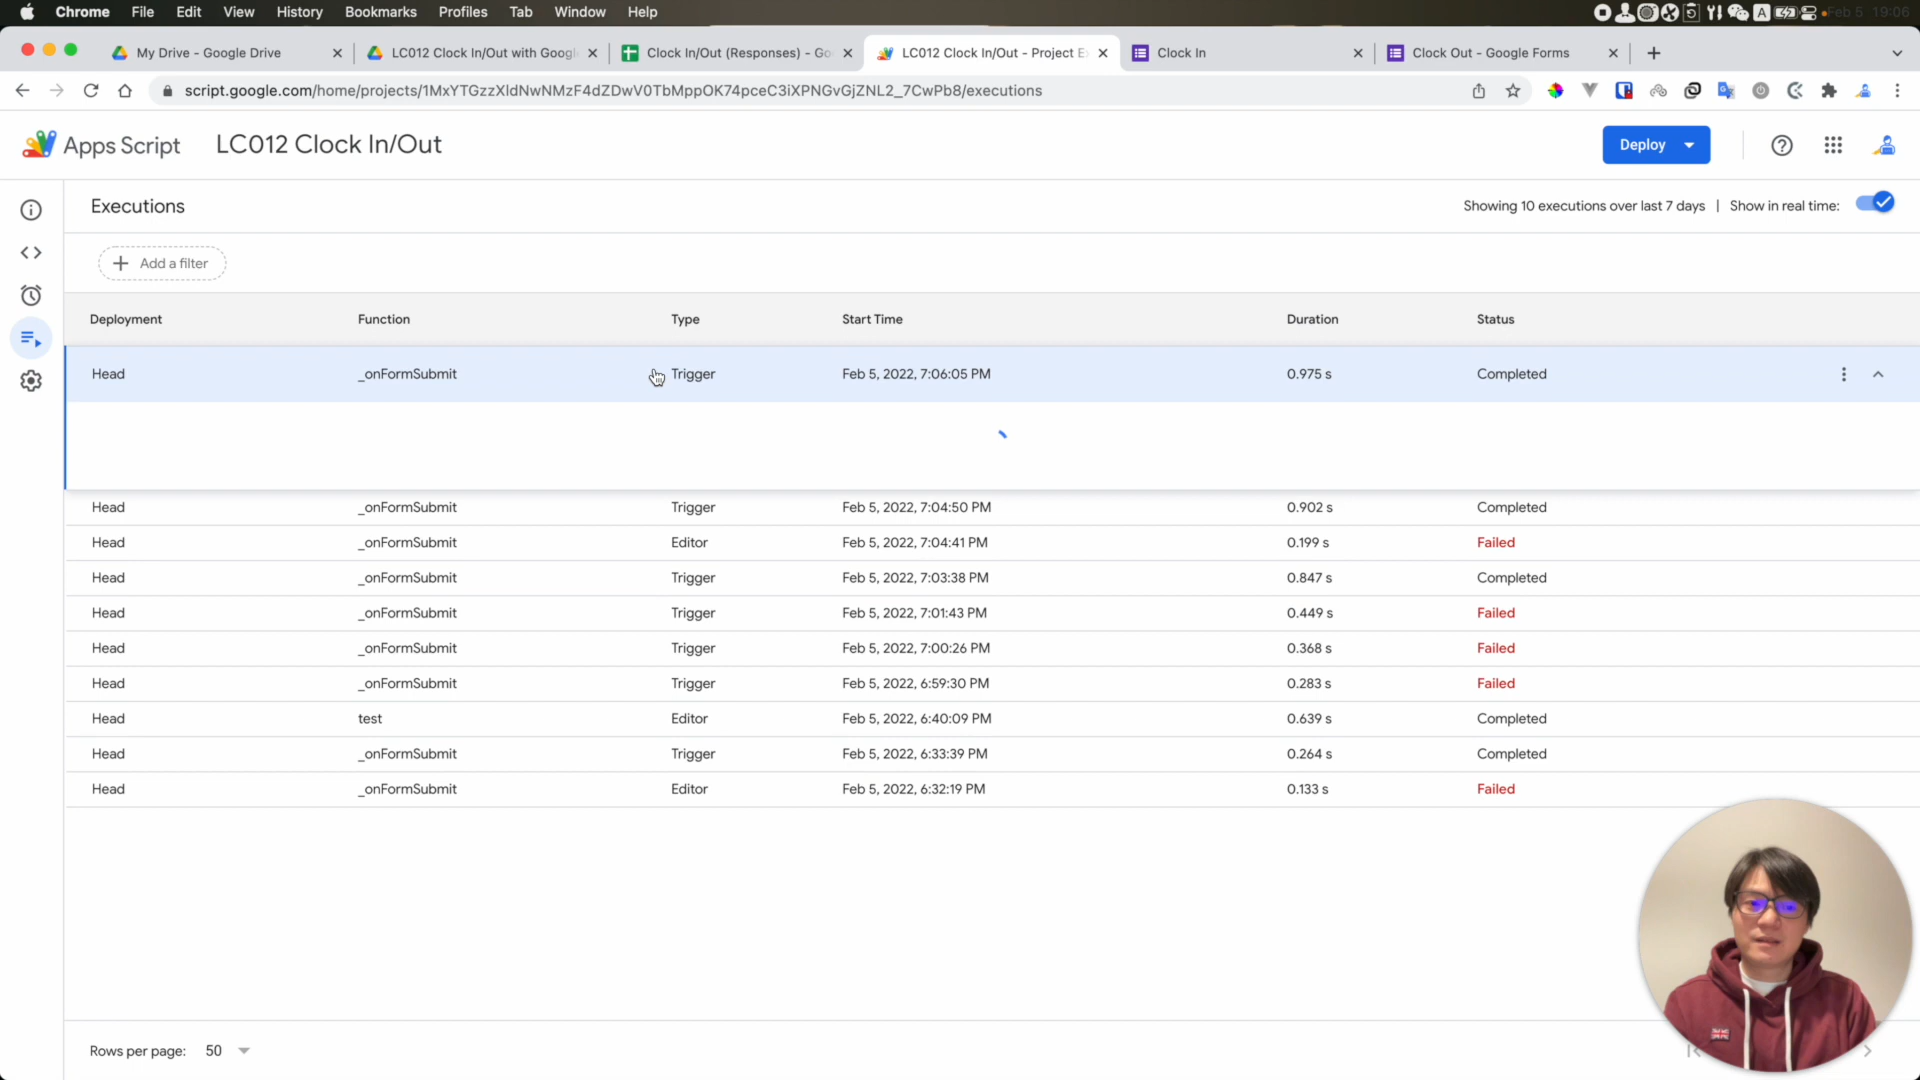 Chrome File Edit View History Bookmarks Profiles Tab Window Help Feb 5 19:06
My Drive - Google Drive LC012 Clock In/Out with Googl Clock In/Out (Responses) - Go LC012 Clock In/Out - Project E Clock In Clock Out - Google Forms
script.google.com/home/projects/1MxYTGzzXldNwNMzF4dZDwV0TbMppOK74pceC3iXPNGvGjZNL2_7CwPb8/executions
Apps Script LC012 Clock In/Out Deploy
Executions Showing 10 executions over last 7 days | Show in real time:
Add a filter
Deployment Function Type Start Time Duration Status
Head _onFormSubmit Trigger Feb 5, 2022, 7:06:05 PM 0.975 s Completed
Head _onFormSubmit Trigger Feb 5, 2022, 7:04:50 PM 0.902 s Completed
Head _onFormSubmit Editor Feb 5, 2022, 7:04:41 PM 0.199 s Failed
Head _onFormSubmit Trigger Feb 5, 2022, 7:03:38 PM 0.847 s Completed
Head _onFormSubmit Trigger Feb 5, 2022, 7:01:43 PM 0.449 s Failed
Head _onFormSubmit Trigger Feb 5, 2022, 7:00:26 PM 0.368 s Failed
Head _onFormSubmit Trigger Feb 5, 2022, 6:59:30 PM 0.283 s Failed
Head test Editor Feb 5, 2022, 6:40:09 PM 0.639 s Completed
Head _onFormSubmit Trigger Feb 5, 2022, 6:33:39 PM 0.264 s Completed
Head _onFormSubmit Editor Feb 5, 2022, 6:32:19 PM 0.133 s Failed
Rows per page: 50